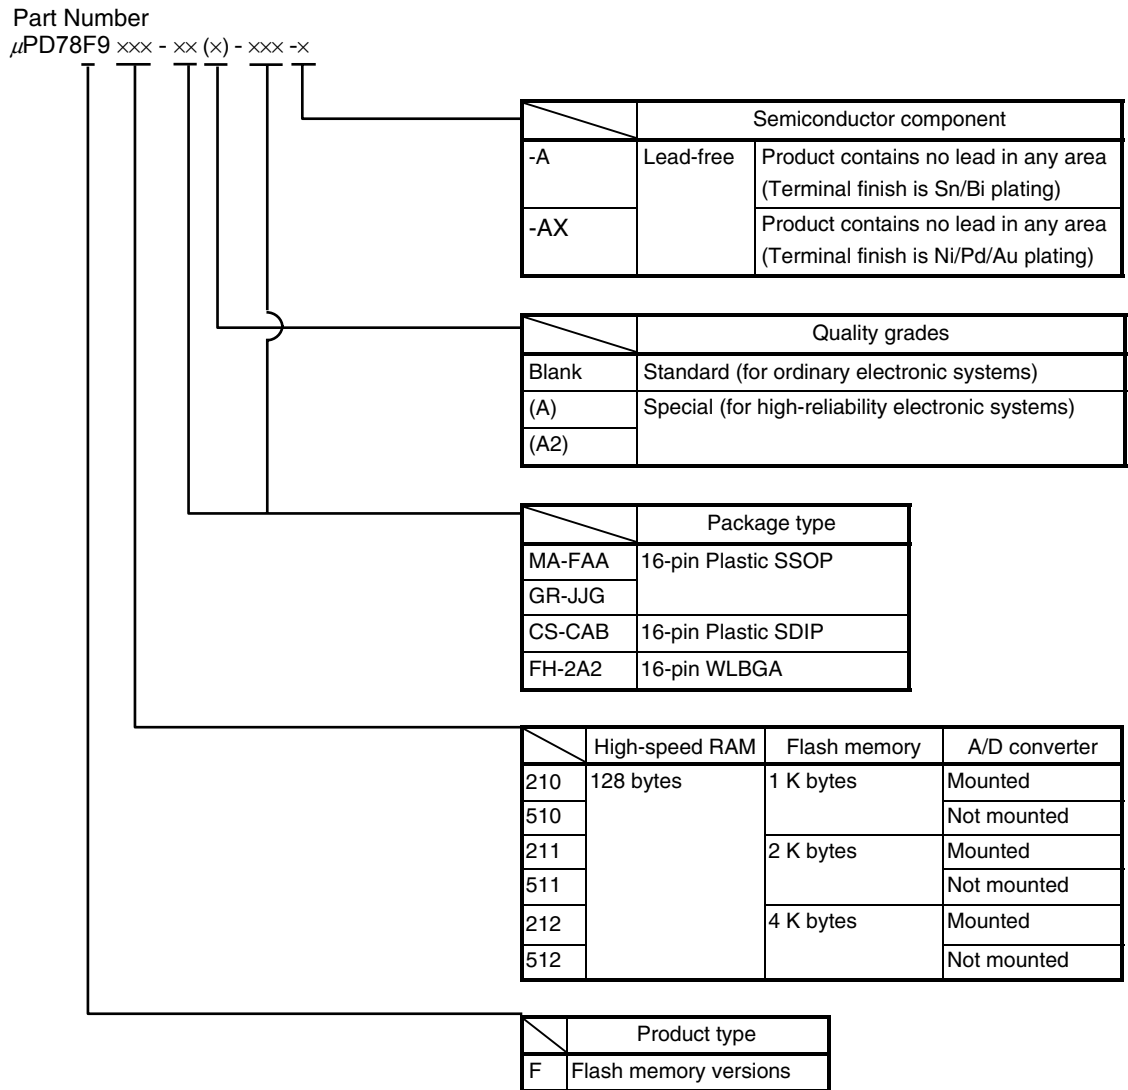 Part Number
μPD78F9 ××× - ×× (×) - ××× -×
Semiconductor component
-A Lead-free Product contains no lead in any area
(Terminal finish is Sn/Bi plating)
-AX Product contains no lead in any area
(Terminal finish is Ni/Pd/Au plating)
Quality grades
Blank Standard (for ordinary electronic systems)
(A) Special (for high-reliability electronic systems)
(A2)
Package type
MA-FAA 16-pin Plastic SSOP
GR-JJG
CS-CAB 16-pin Plastic SDIP
FH-2A2 16-pin WLBGA
High-speed RAM Flash memory A/D converter
210 128 bytes 1 K bytes Mounted
510 Not mounted
211 2 K bytes Mounted
511 Not mounted
212 4 K bytes Mounted
512 Not mounted
Product type
F Flash memory versions